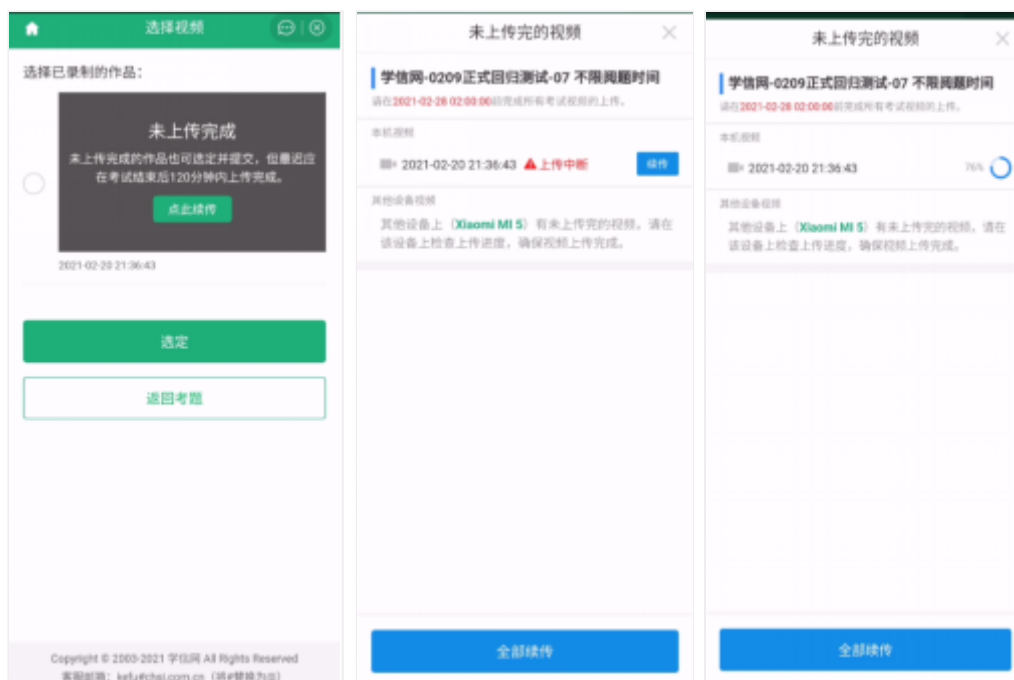 选择视频
选择已录制的作品：
未上传完成
未上传完成的作品也可选定并提交，但最迟应
在考试结束后120分钟内上传完成。
点此续传
2021-02-20 21:36:43
选定
返回考题
Copyright © 2003-2021 学信网 All Rights Reserved
客服邮箱：kefu#chsi.com.cn（将#替换为@）
未上传完的视频
学信网-0209正式回归测试-07 不限阅题时间
请在2021-02-28 02:00:00前完成所有考试视频的上传。
本机视频
2021-02-20 21:36:43 上传中断 续传
其他设备视频
其他设备上（Xiaomi MI 5）有未上传完的视频，请在
该设备上检查上传进度，确保视频上传完成。
全部续传
未上传完的视频
学信网-0209正式回归测试-07 不限阅题时间
请在2021-02-28 02:00:00前完成所有考试视频的上传。
本机视频
2021-02-20 21:36:43 76%
其他设备视频
其他设备上（Xiaomi MI 5）有未上传完的视频，请在
该设备上检查上传进度，确保视频上传完成。
全部续传